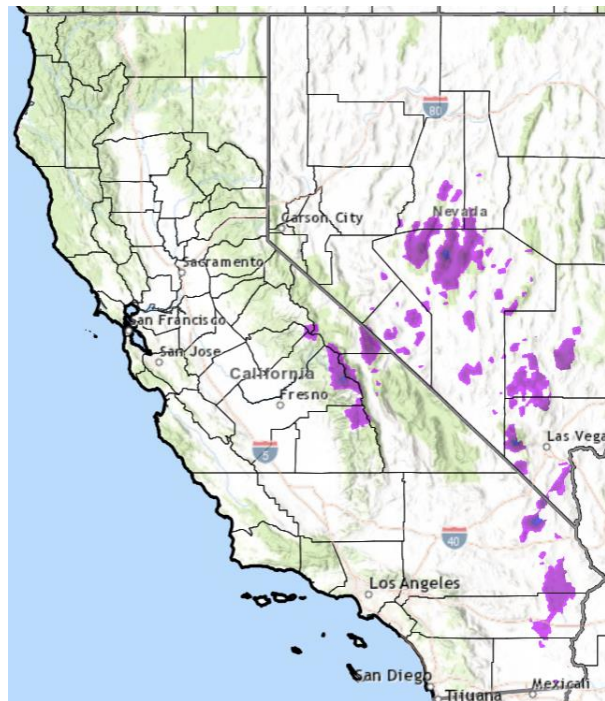 80
Nevada
Carson City
Sacramento
San Francisco
San Jose
California
Fresno
5
Las Vega
40
Los Angeles
San Diego
Mexicali
Tijuana